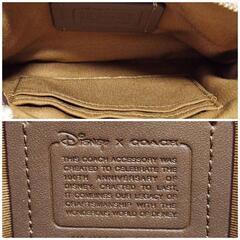 Disney X COACH
THIS COACH ACCESSORY WAS
CREATED TO CELEBRATE THE
100TH ANNIVERSARY OF
DISNEY. CRAFTED TO LAST,
IT COMBINES OUR LEGACY OF
CRAFTSMANSHIP WITH THE
WONDERFUL WORLD OF DISNEY.